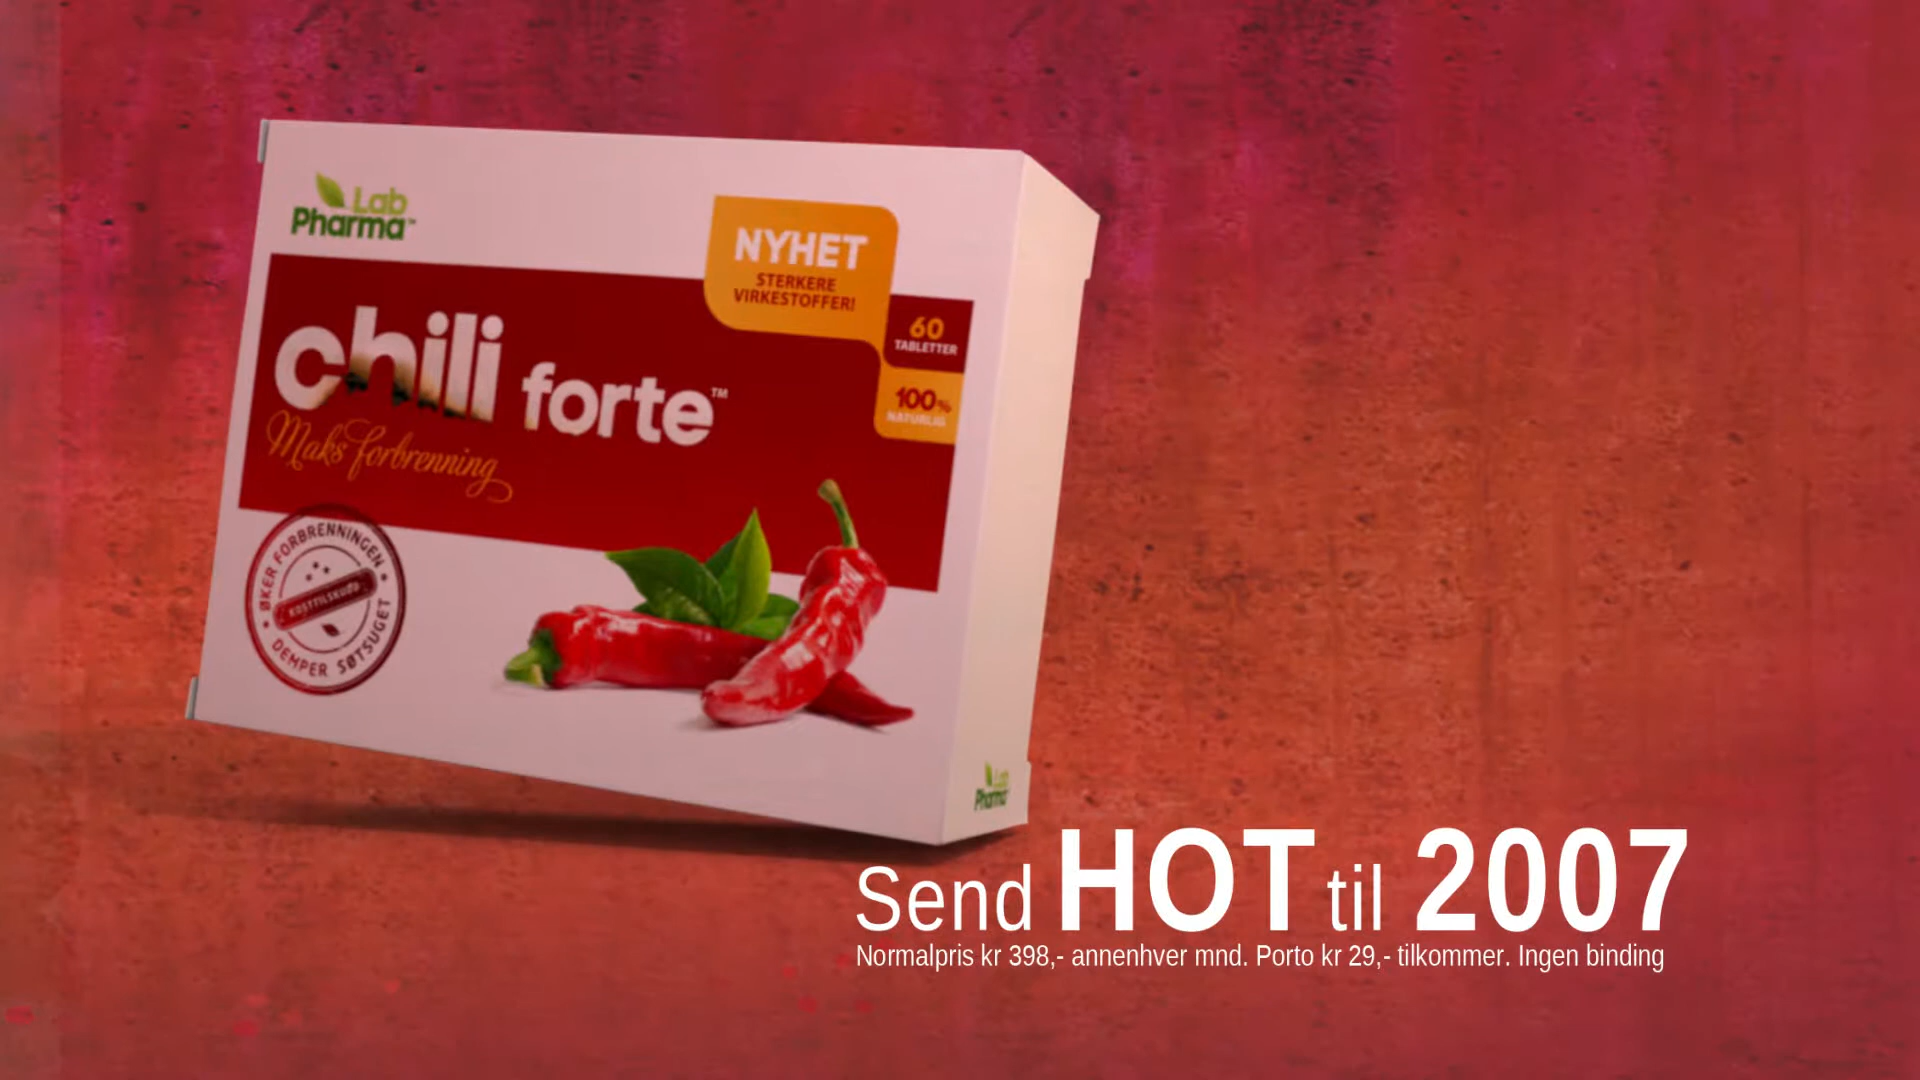 Lab
Pharma™
NYHET
STERKERE
VIRKESTOFFER!
60
TABLETTER
100%
NATURLIG
chili forte™
Maks forbrenning
ØKER FORBRENNINGEN
KOSTTILSKUDD
DEMPER SØTSUGET
Lab
Pharma
Send HOT til 2007
Normalpris kr 398,- annenhver mnd. Porto kr 29,- tilkommer. Ingen binding